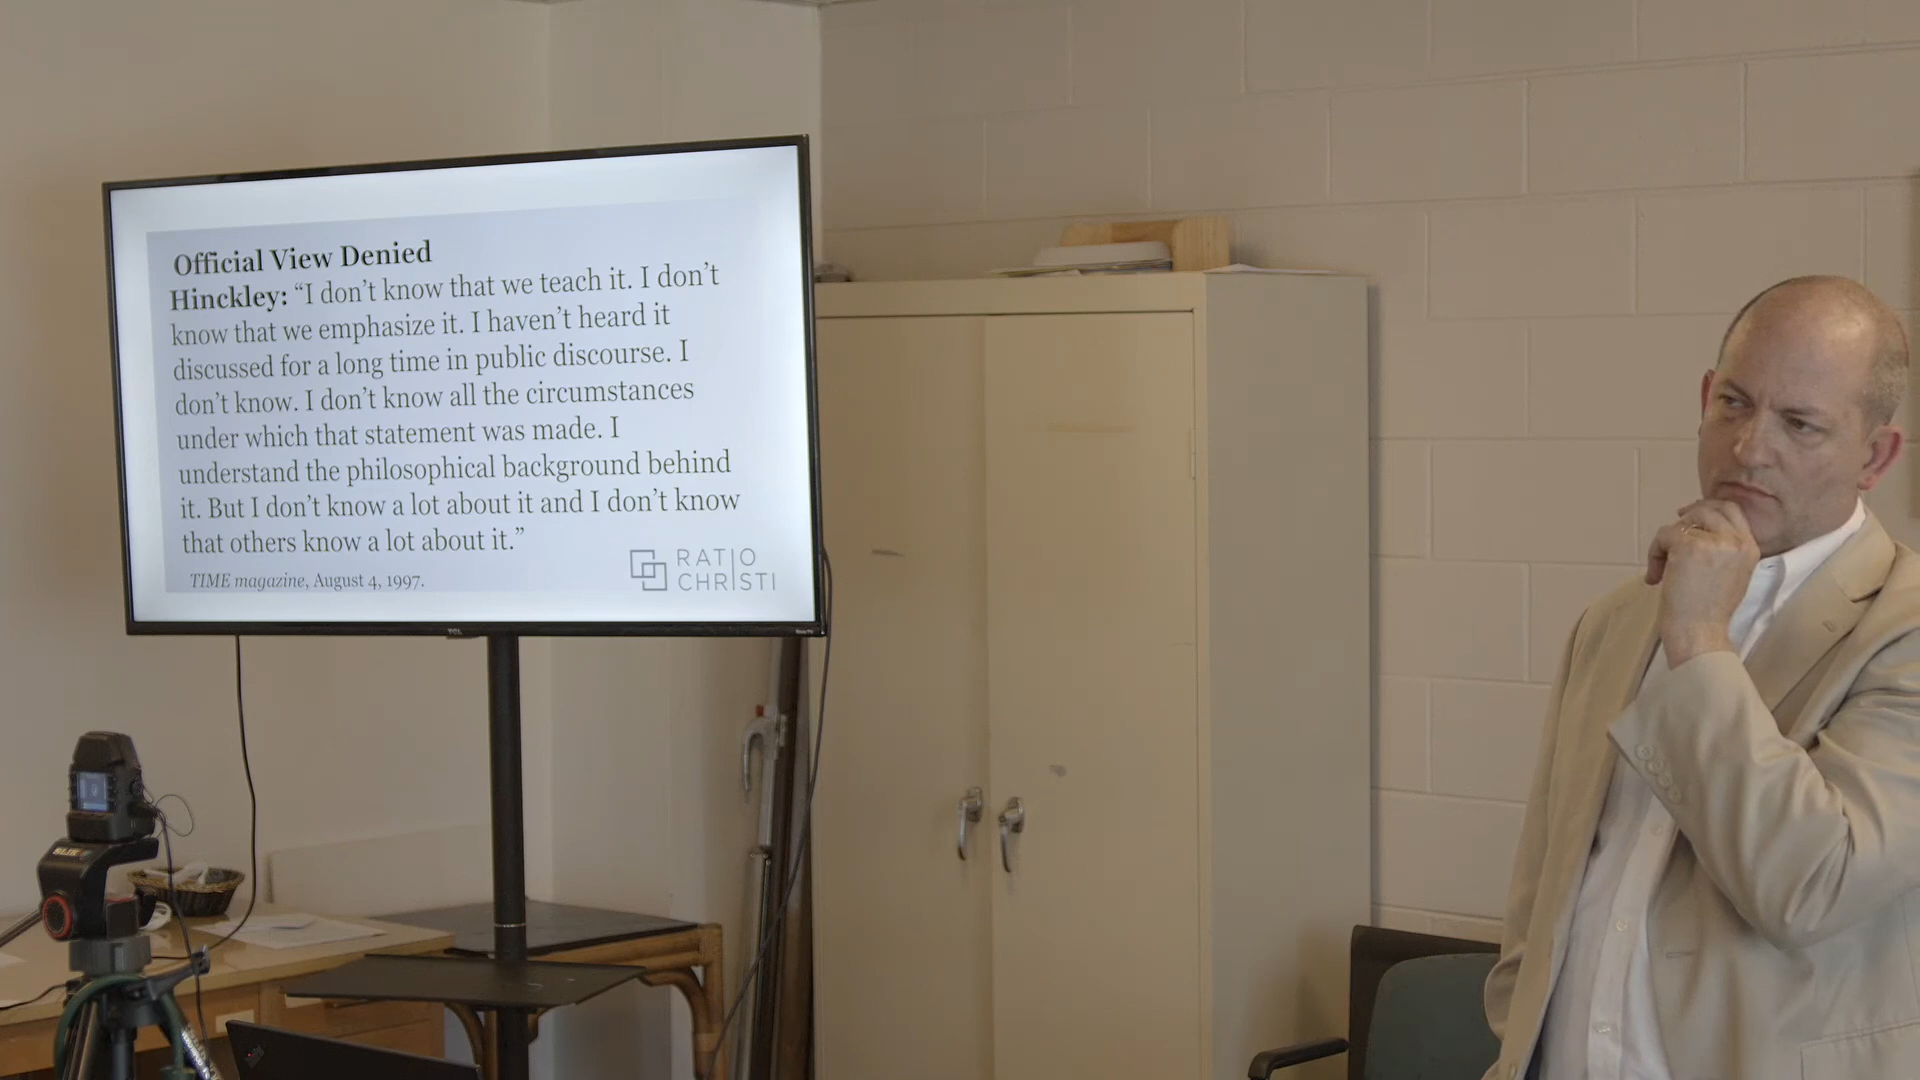 Official View Denied
Hinckley: “I don’t know that we teach it. I don’t
know that we emphasize it. I haven’t heard it
discussed for a long time in public discourse. I
don’t know. I don’t know all the circumstances
under which that statement was made. I
understand the philosophical background behind
it. But I don’t know a lot about it and I don’t know
that others know a lot about it.”
TIME magazine, August 4, 1997.
RATIO
CHRISTI
TCL